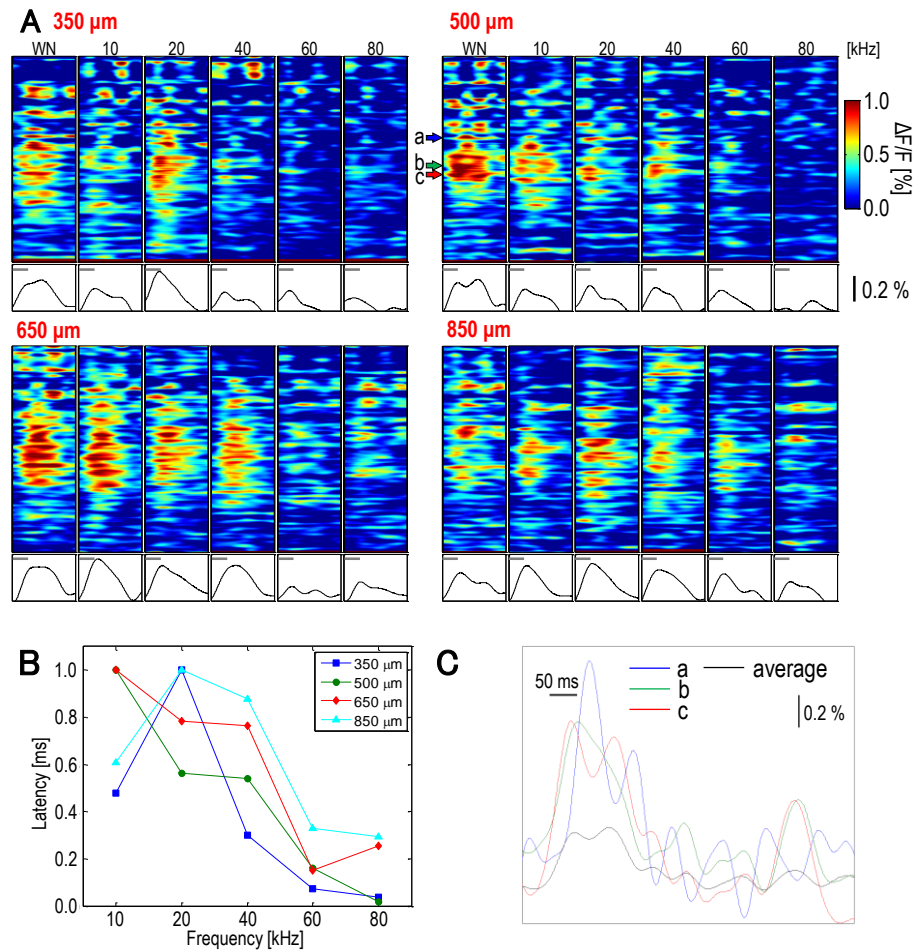 A
350 μm
500 μm
WN 10 20 40 60 80
WN 10 20 40 60 80 [kHz]
a
b
c
1.0
0.5
0.0
ΔF/F [%]
0.2 %
650 μm
850 μm
B
1.0
0.8
0.6
0.4
0.2
0.0
Latency [ms]
10 20 40 60 80
Frequency [kHz]
350 μm
500 μm
650 μm
850 μm
C
50 ms
a
b
c
average
0.2 %